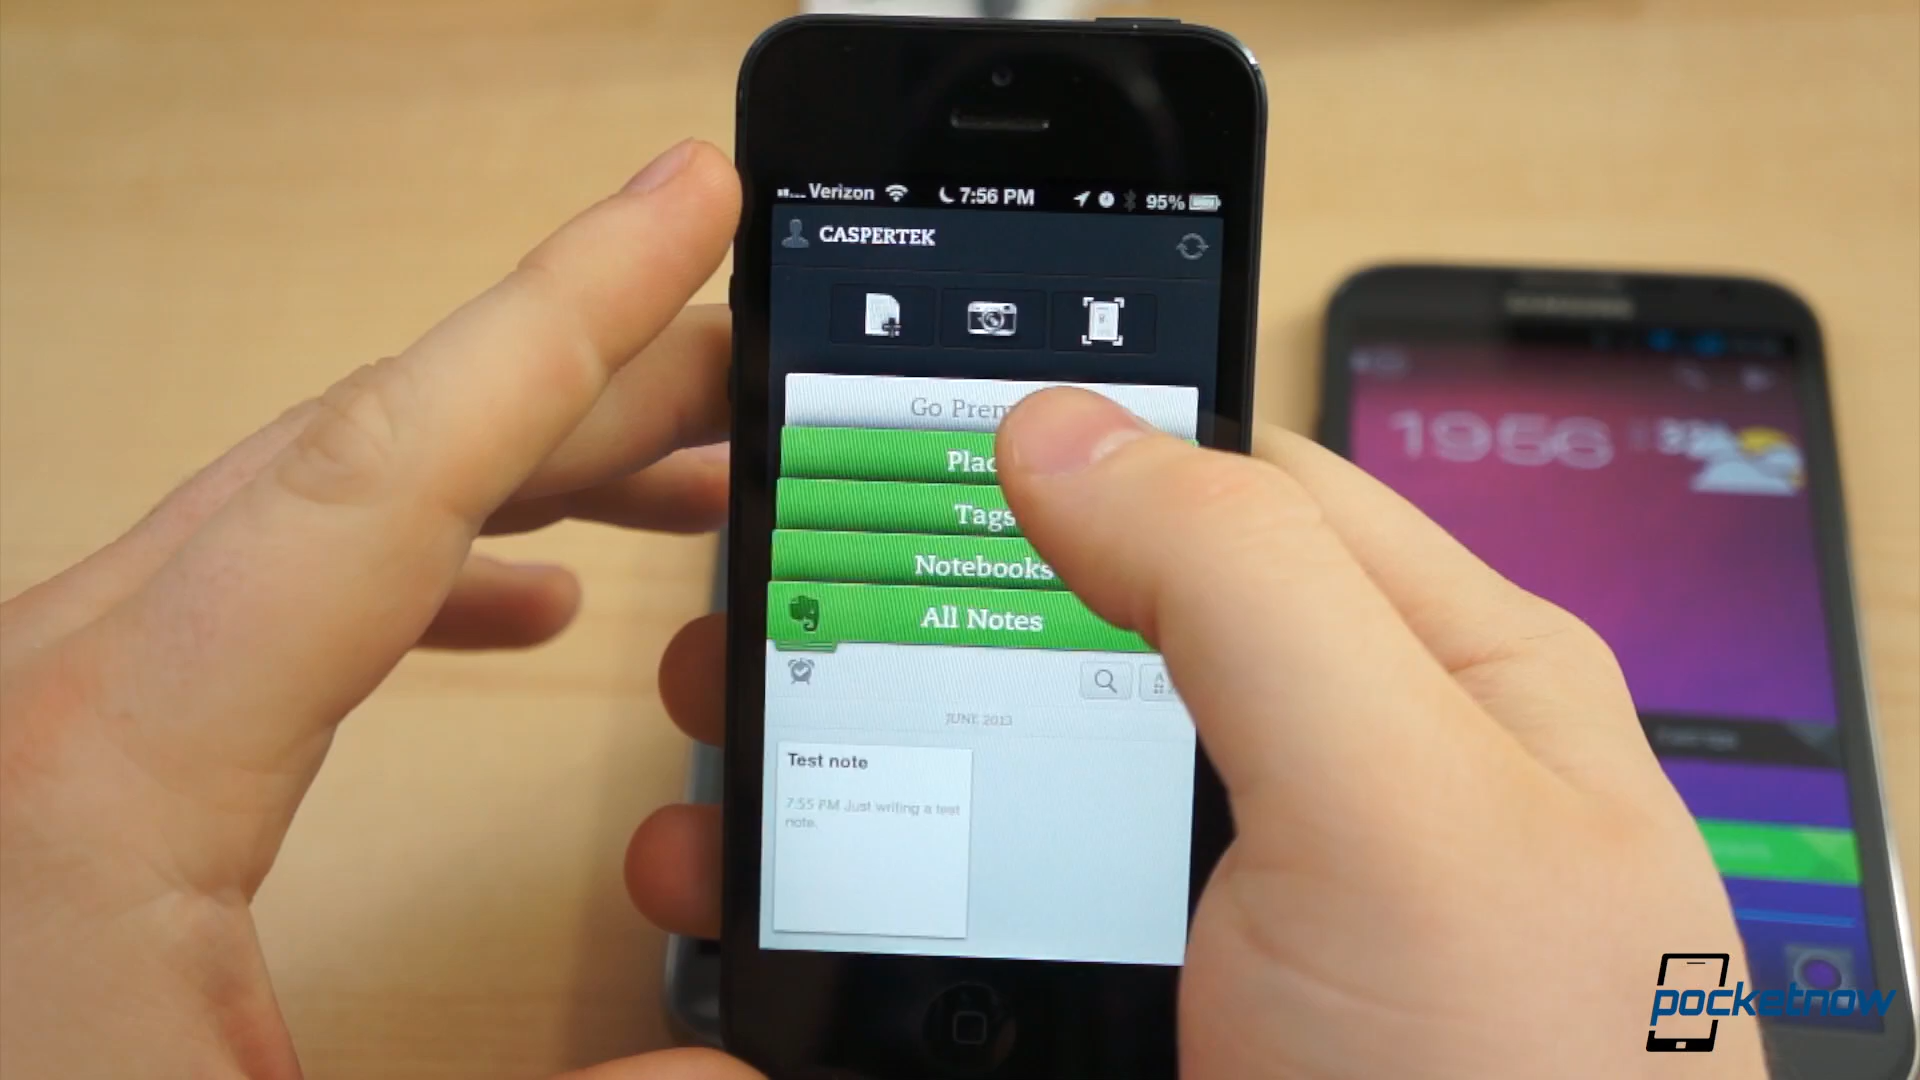 Verizon 7:56 PM 95%
CASPERTEK
Go Prem
Plac
Tags
Notebooks
All Notes
JUNE 2013
Test note
7:55 PM Just writing a test
note.
SAMSUNG
1956
pocketnow